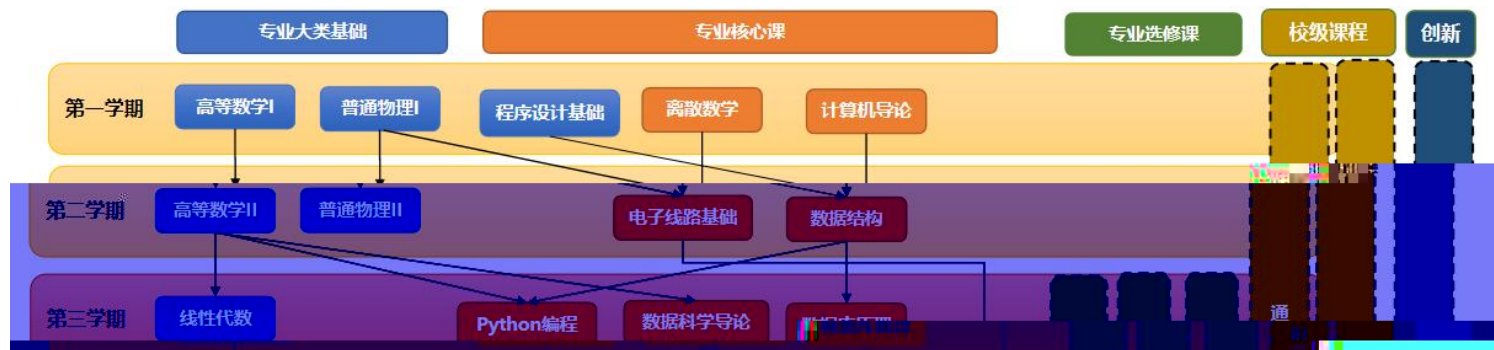 专业大类基础 专业核心课 专业选修课 校级课程 创新
第一学期 高等数学I 普通物理I 程序设计基础 离散数学 计算机导论
第二学期 高等数学II 普通物理II 电子线路基础 数据结构
第三学期 线性代数 Python编程 数据科学导论 通